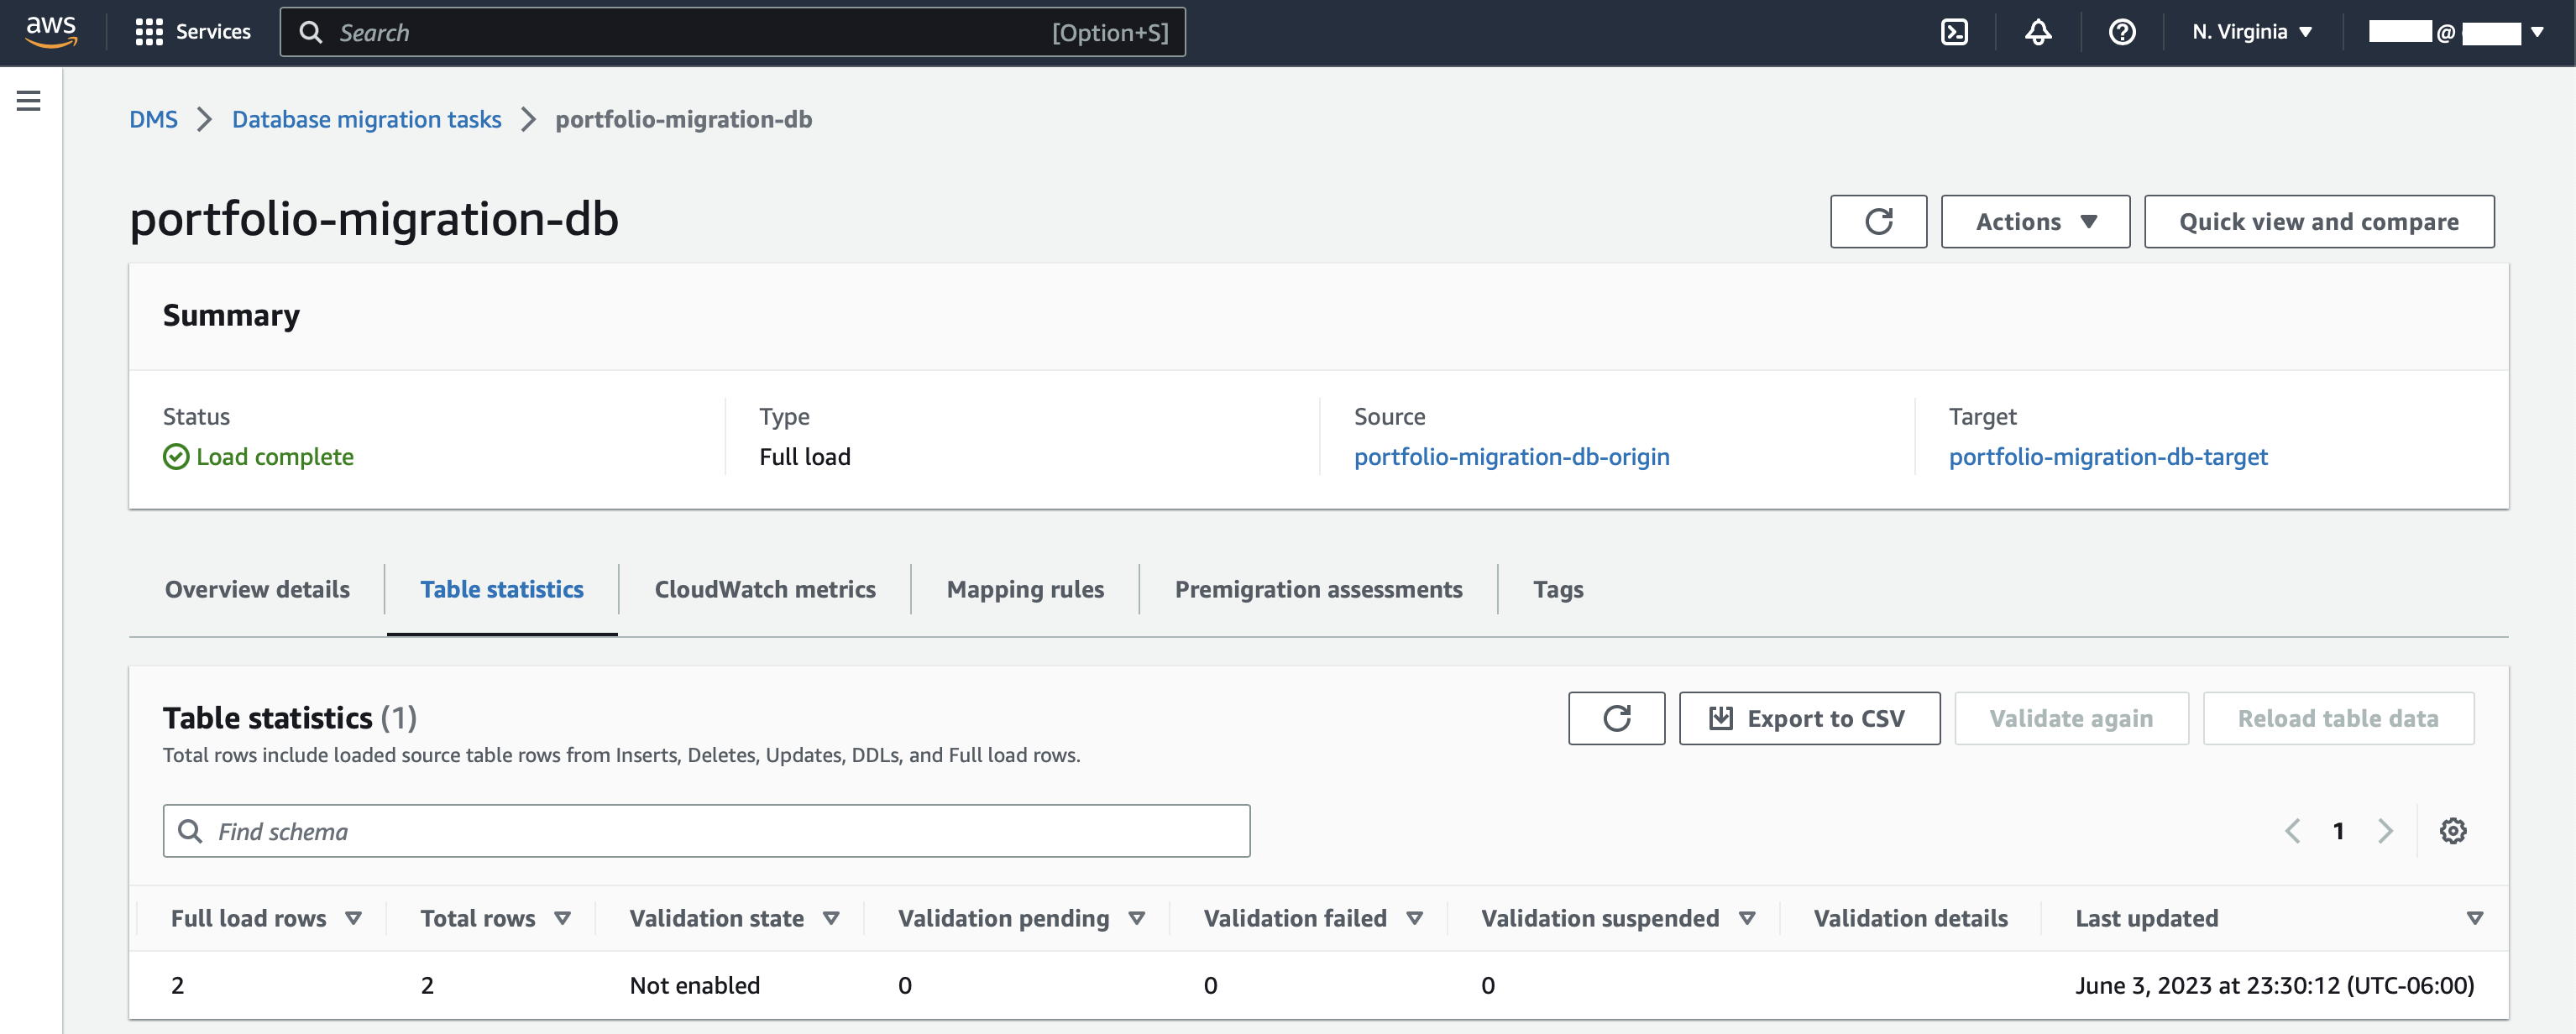 aws Services Search [Option+S] N. Virginia @
DMS Database migration tasks portfolio-migration-db
portfolio-migration-db
Actions Quick view and compare
Summary
Status Type Source Target
Load complete Full load portfolio-migration-db-origin portfolio-migration-db-target
Overview details Table statistics CloudWatch metrics Mapping rules Premigration assessments Tags
Table statistics (1) Export to CSV Validate again Reload table data
Total rows include loaded source table rows from Inserts, Deletes, Updates, DDLs, and Full load rows.
Find schema 1
Full load rows Total rows Validation state Validation pending Validation failed Validation suspended Validation details Last updated
2 2 Not enabled 0 0 0 June 3, 2023 at 23:30:12 (UTC-06:00)